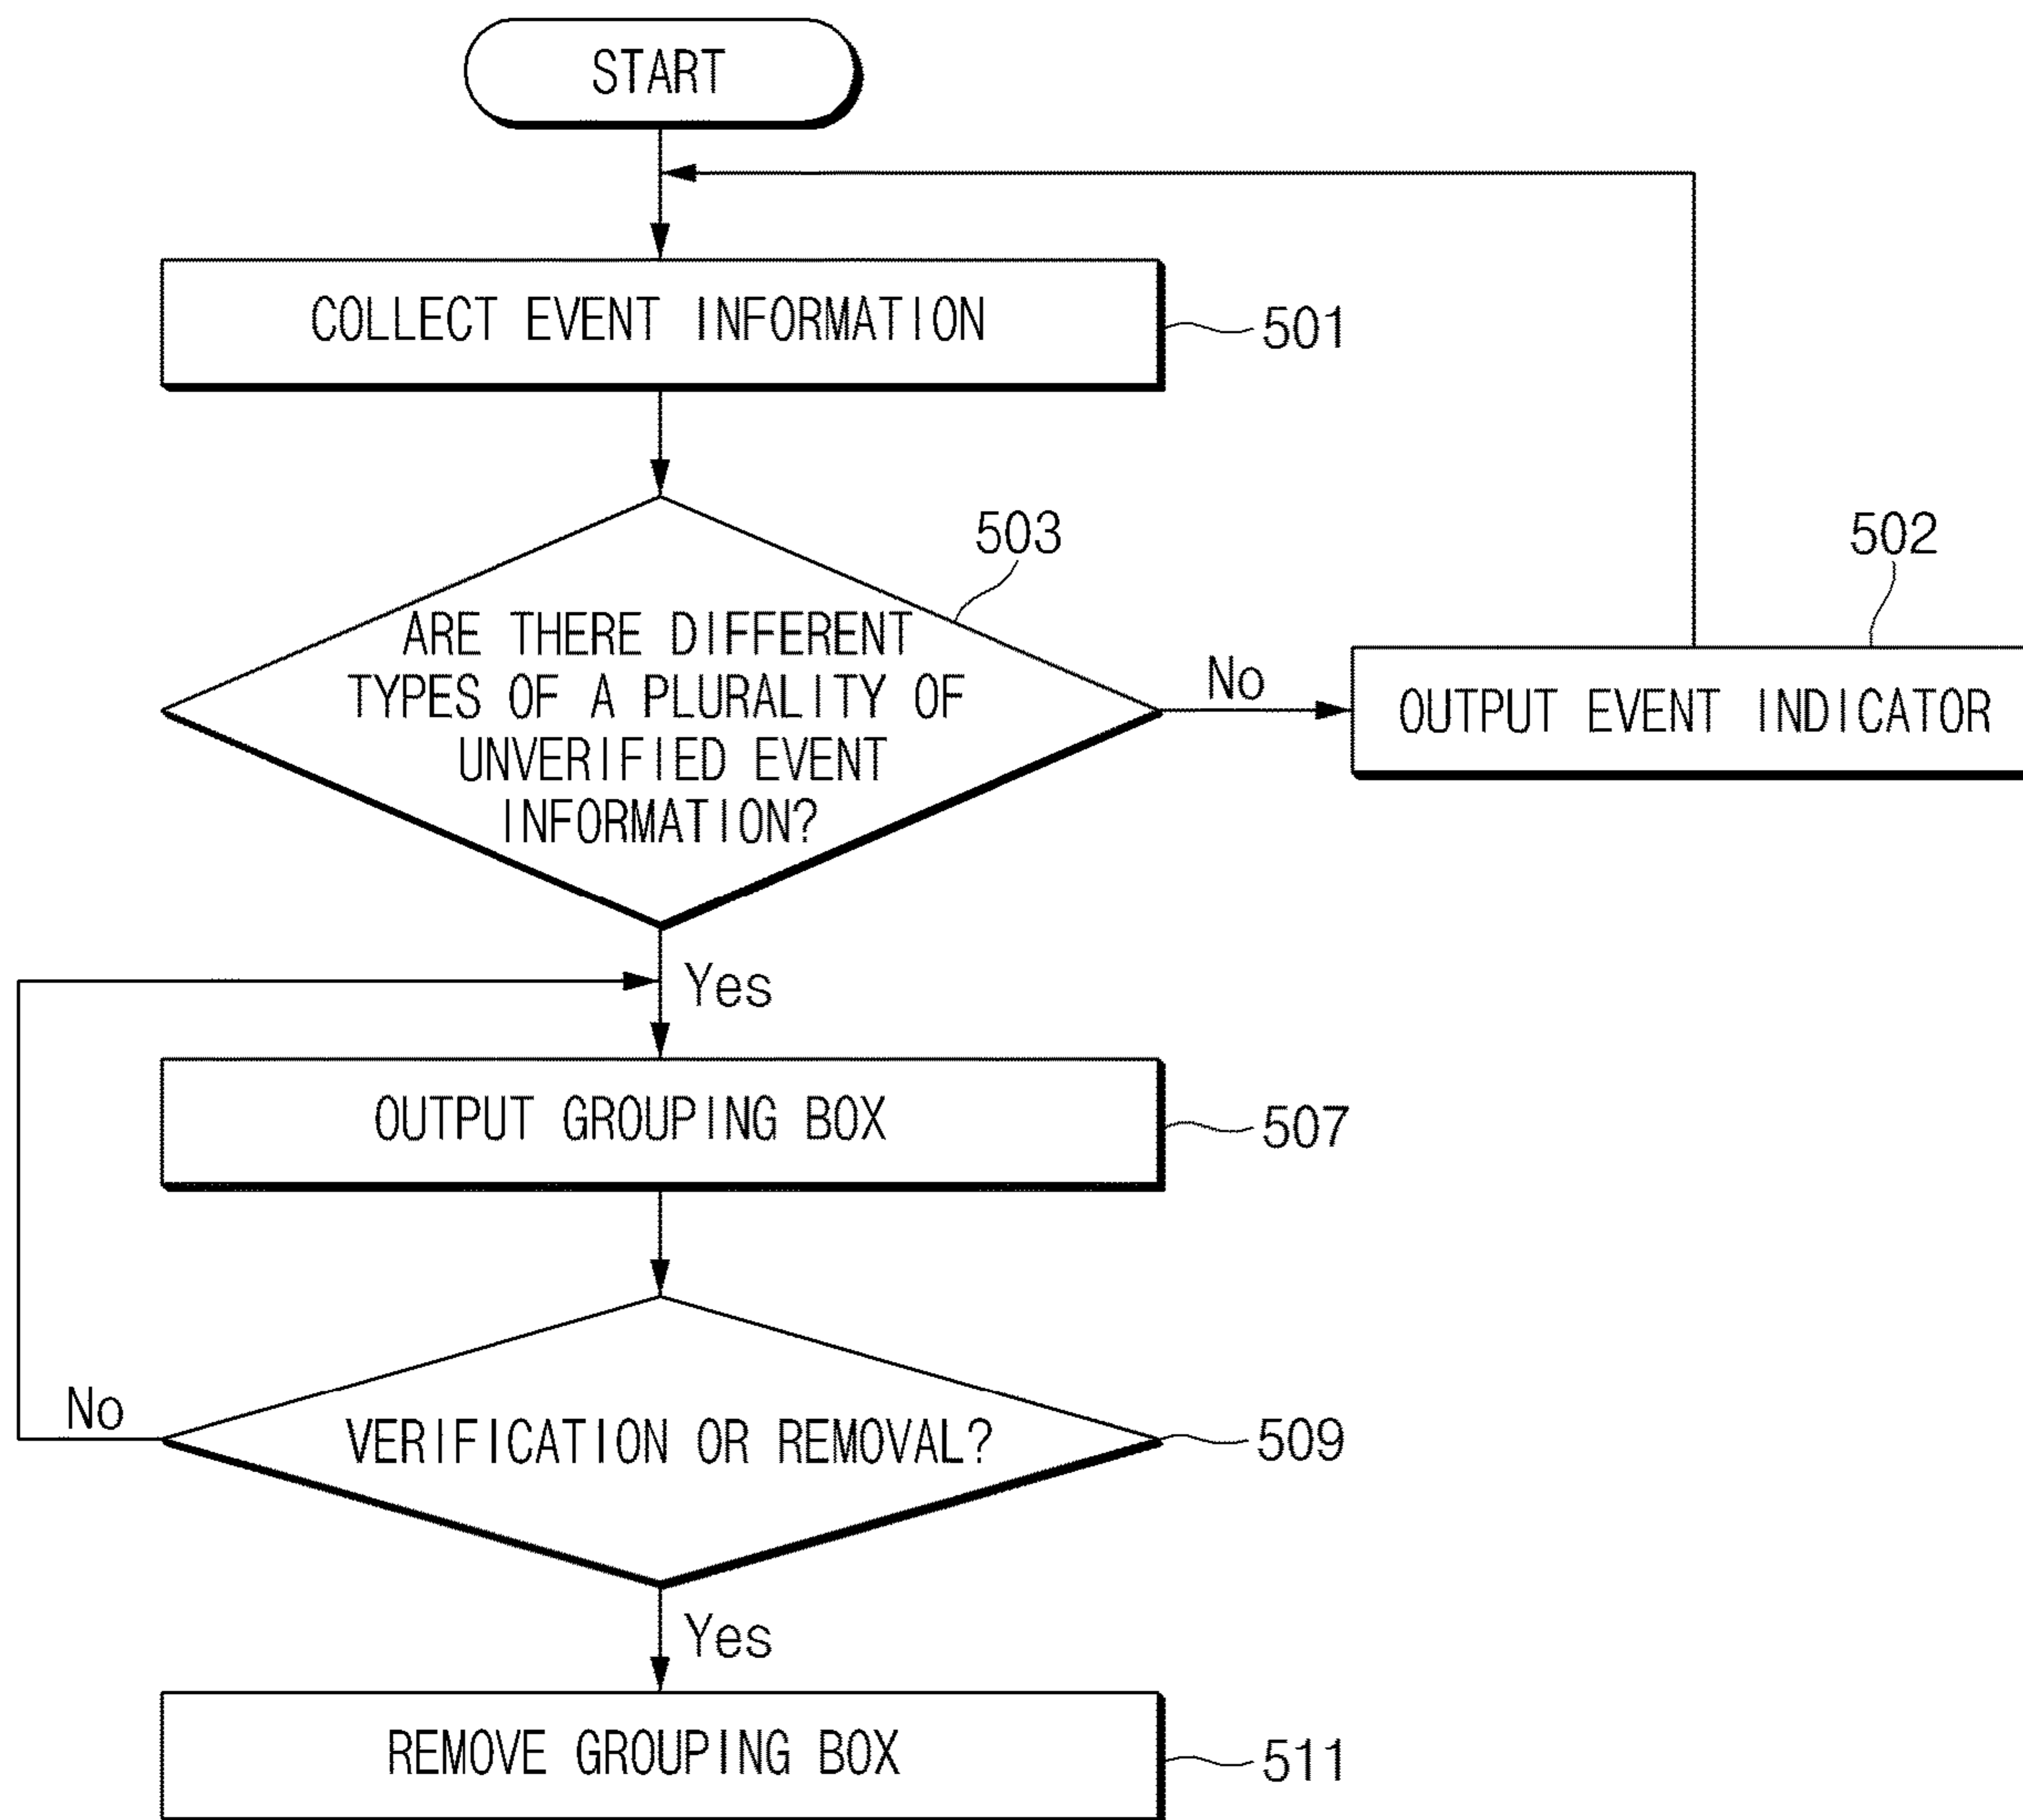 START
COLLECT EVENT INFORMATION
501
503
502
ARE THERE DIFFERENT
TYPES OF A PLURALITY OF
UNVERIFIED EVENT
INFORMATION?
No
OUTPUT EVENT INDICATOR
Yes
OUTPUT GROUPING BOX
507
No
VERIFICATION OR REMOVAL?
509
Yes
REMOVE GROUPING BOX
511